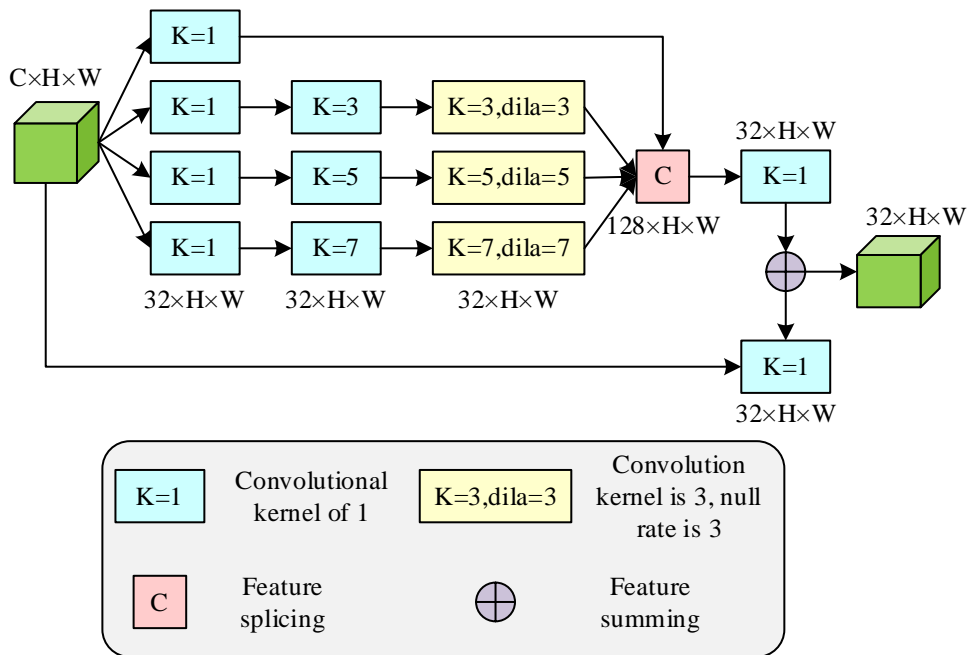 C×H×W
K=1
K=1
K=3
K=3,dila=3
K=1
K=5
K=5,dila=5
K=1
K=7
K=7,dila=7
32×H×W
32×H×W
32×H×W
C
128×H×W
32×H×W
K=1
32×H×W
K=1
32×H×W
K=1
Convolutional
kernel of 1
K=3,dila=3
Convolution
kernel is 3, null
rate is 3
C
Feature
splicing
Feature
summing